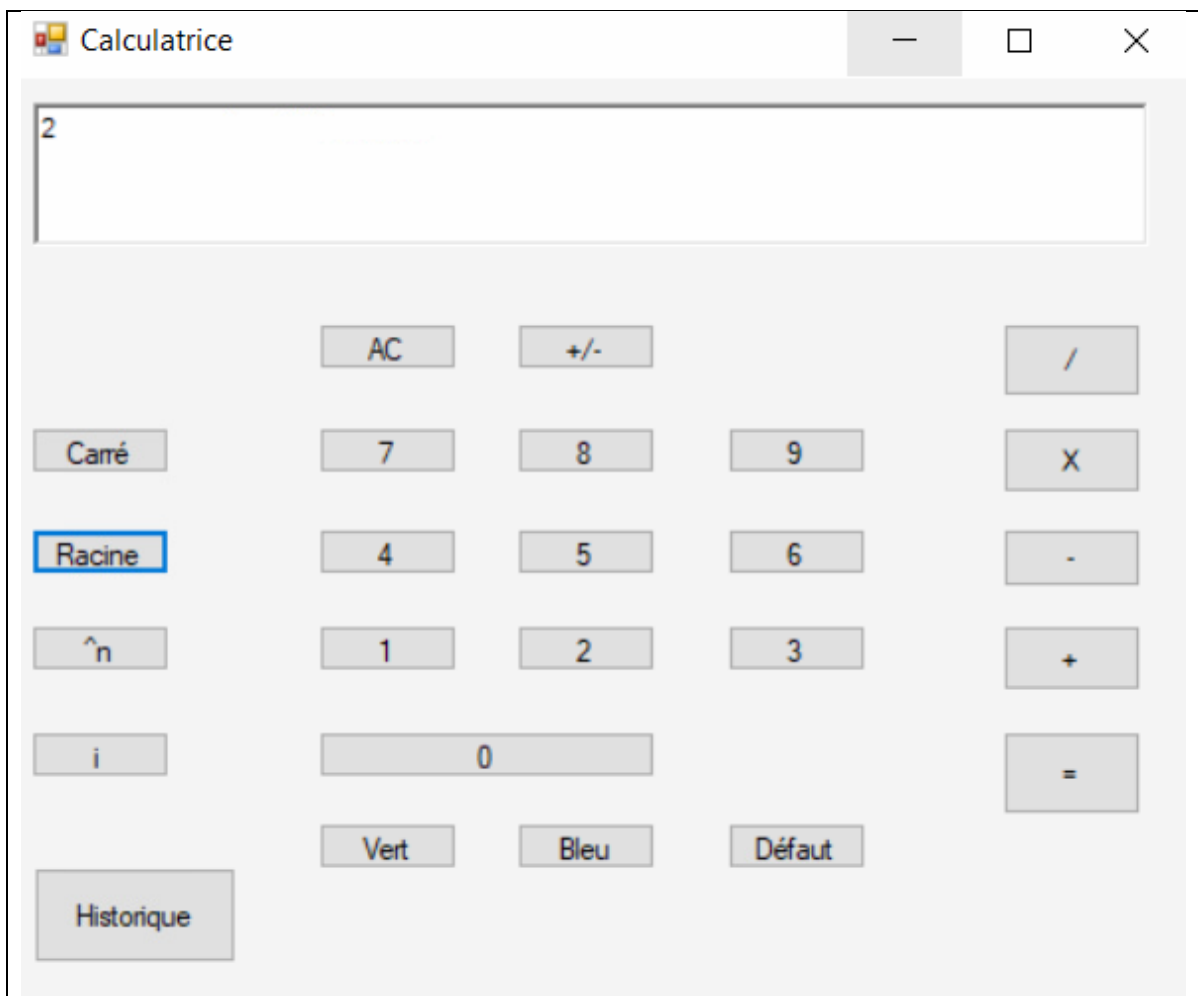 Calculatrice
2
AC +/- /
Carré 7 8 9 X
Racine 4 5 6 -
^n 1 2 3 +
i 0 =
Vert Bleu Défaut
Historique